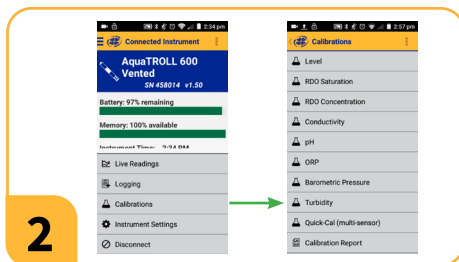 2:34 pm
Connected Instrument
AquaTROLL 600
Vented
SN 458014 v1.50
Battery: 97% remaining
Memory: 100% available
Instrument Time: 2:34 PM
Live Readings
Logging
Calibrations
Instrument Settings
Disconnect
2:57 pm
Calibrations
Level
RDO Saturation
RDO Concentration
Conductivity
pH
ORP
Barometric Pressure
Turbidity
Quick-Cal (multi-sensor)
Calibration Report
2